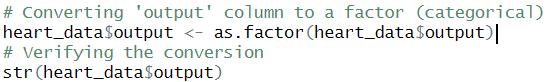 # Converting 'output' column to a factor (categorical)
heart_data$output <- as.factor(heart_data$output)
# Verifying the conversion
str(heart_data$output)